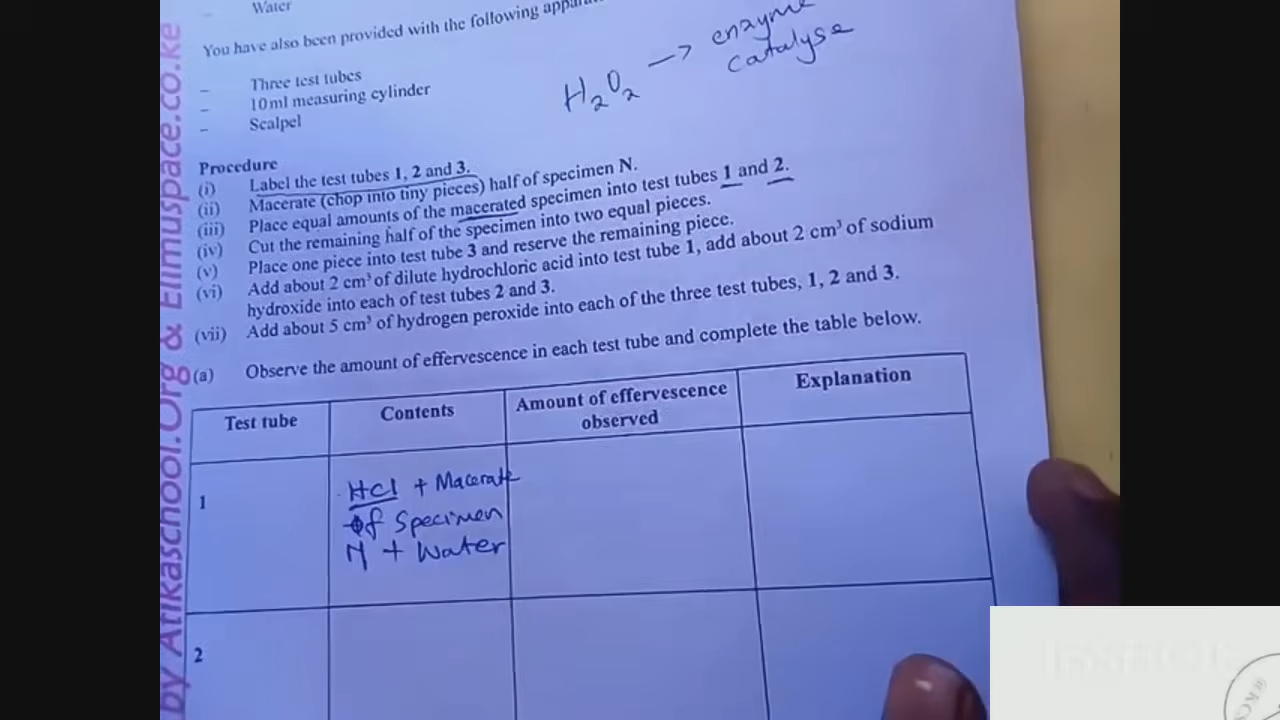 Water
You have also been provided with the following
enzyme
catalyse
H₂O₂ →
– Three test tubes
– 10ml measuring cylinder
– Scalpel
Procedure
(i) Label the test tubes 1, 2 and 3.
(ii) Macerate (chop into tiny pieces) half of specimen N.
(iii) Place equal amounts of the macerated specimen into test tubes 1 and 2.
(iv) Cut the remaining half of the specimen into two equal pieces.
(v) Place one piece into test tube 3 and reserve the remaining piece.
(vi) Add about 2 cm³ of dilute hydrochloric acid into test tube 1, add about 2 cm³ of sodium
hydroxide into each of test tubes 2 and 3.
(vii) Add about 5 cm³ of hydrogen peroxide into each of the three test tubes, 1, 2 and 3.
(a) Observe the amount of effervescence in each test tube and complete the table below.
Test tube
Contents
Amount of effervescence
observed
Explanation
1
HCl + Macerate
of Specimen
N + Water
2
by Atikaschool.Org & Elimuspace.co.ke